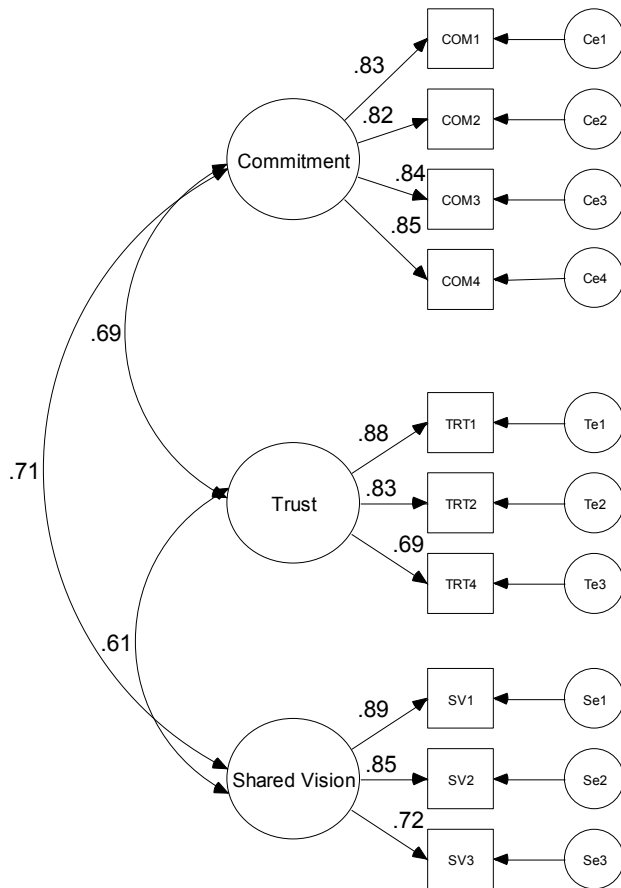 COM1
Ce1
.83
COM2
Ce2
.82
Commitment
.84
COM3
Ce3
.85
COM4
Ce4
.69
.71
TRT1
Te1
.88
Trust
.83
TRT2
Te2
.69
TRT4
Te3
.61
SV1
Se1
.89
Shared Vision
.85
SV2
Se2
.72
SV3
Se3